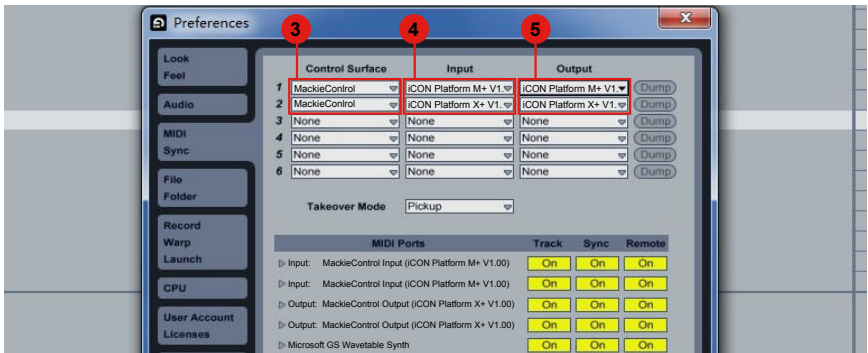 Preferences
3 4 5
Look
Feel
Audio
MIDI
Sync
File
Folder
Record
Warp
Launch
CPU
User Account
Licenses
Control Surface Input Output
1 MackieConlrol iCON Platform M+ V1. iCON Platform M+ V1. Dump
2 MackieControl iCON Platform X+ V1. iCON Platform X+ V1. Dump
3 None None None Dump
4 None None None Dump
5 None None None Dump
6 None None None Dump
Takeover Mode Pickup
MIDI Ports Track Sync Remote
Input: MackieControl Input (iCON Platform M+ V1.00) On On On
Input: MackieControl Input (iCON Platform M+ V1.00) On On On
Output: MackieControl Output (iCON Platform X+ V1.00) On On On
Output: MackieControl Output (iCON Platform X+ V1.00) On On On
Microsoft GS Wavetable Synth On On On